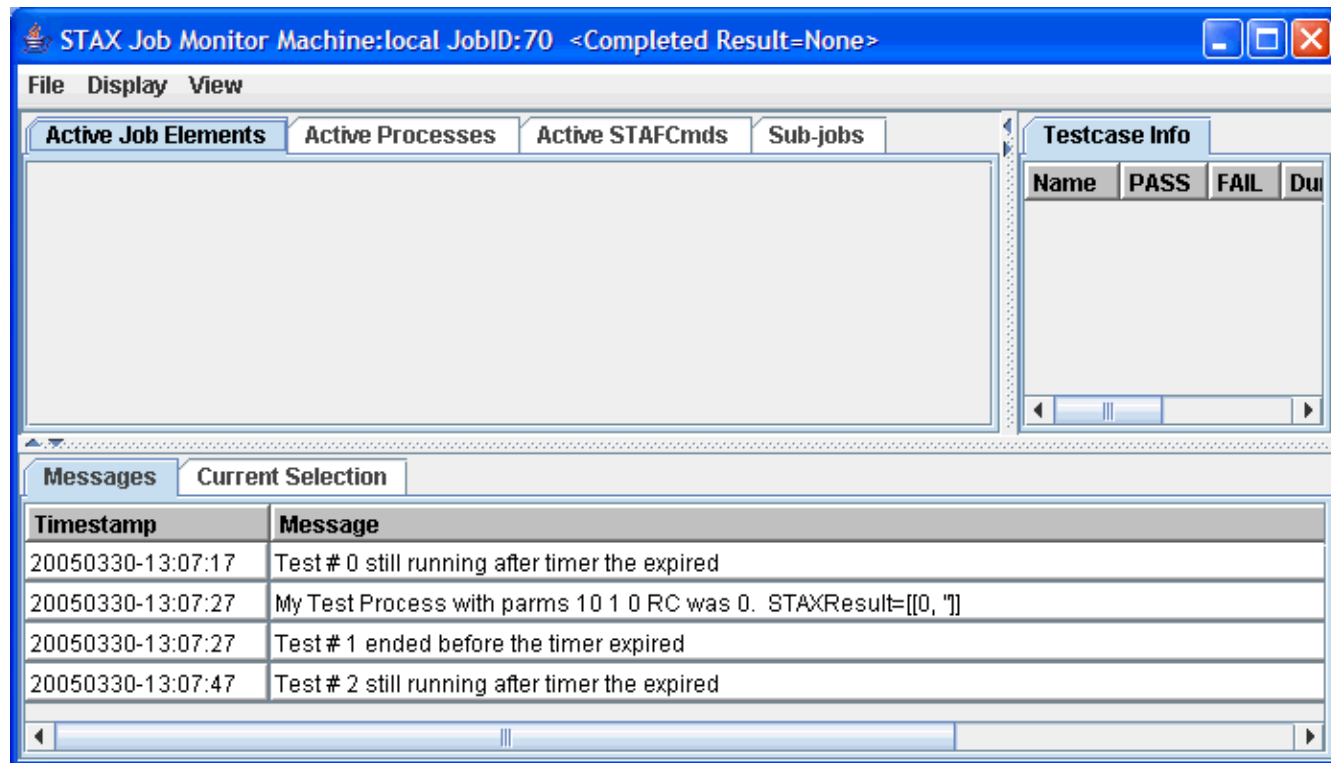 STAX Job Monitor Machine:local JobID:70 <Completed Result=None>
File Display View
Active Job Elements Active Processes Active STAFCmds Sub-jobs Testcase Info
Name PASS FAIL
Messages Current Selection
Timestamp Message
20050330-13:07:17 Test # 0 still running after timer the expired
20050330-13:07:27 My Test Process with parms 10 1 0 RC was 0. STAXResult=[[0, '']]
20050330-13:07:27 Test # 1 ended before the timer expired
20050330-13:07:47 Test # 2 still running after timer the expired